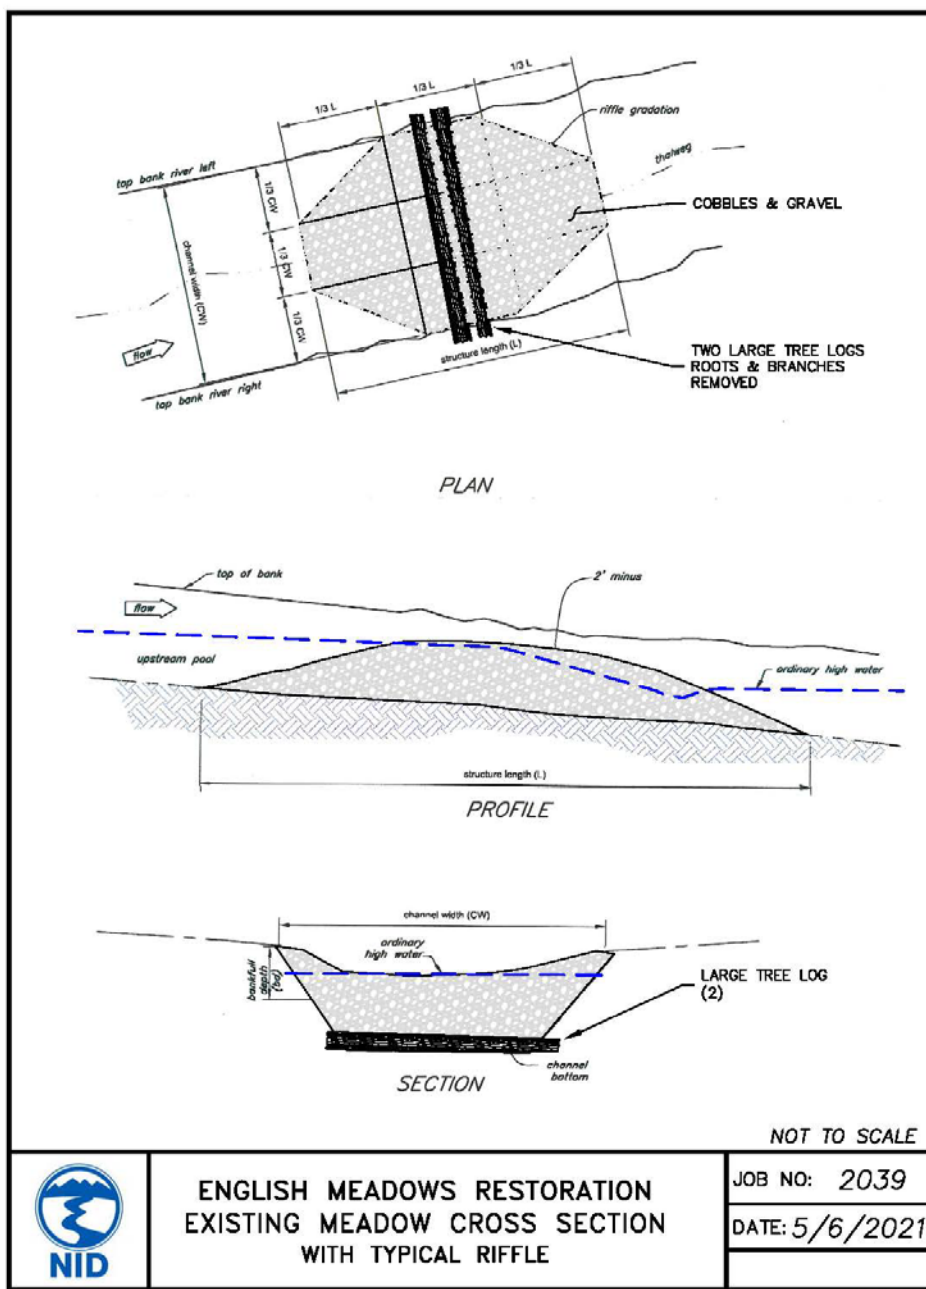 1/3 L
1/3 L
1/3 L
riffle gradation
thalweg
top bank river left
1/3 CW
COBBLES & GRAVEL
channel width (CW)
1/3 CW
1/3 CW
flow
structure length (L)
TWO LARGE TREE LOGS
ROOTS & BRANCHES
REMOVED
top bank river right
PLAN
top of bank
2' minus
flow
upstream pool
ordinary high water
structure length (L)
PROFILE
channel width (CW)
ordinary
high water
bankfull
depth
(bd)
LARGE TREE LOG
(2)
channel
bottom
SECTION
NOT TO SCALE
NID
ENGLISH MEADOWS RESTORATION
EXISTING MEADOW CROSS SECTION
WITH TYPICAL RIFFLE
JOB NO: 2039
DATE: 5/6/2021